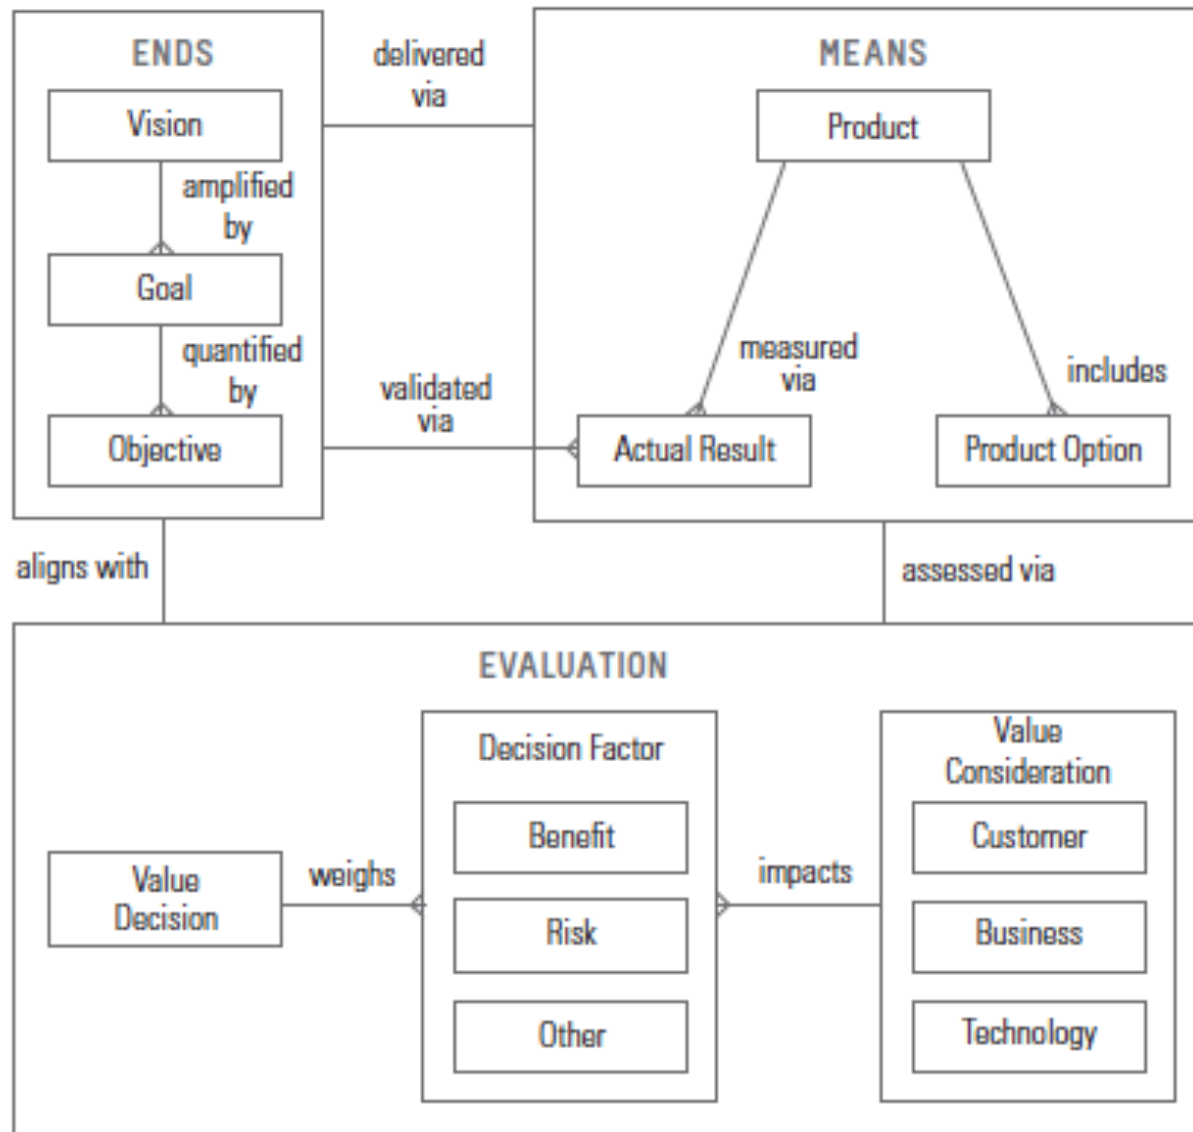 ENDS
Vision
amplified
by
Goal
quantified
by
Objective
delivered
via
validated
via
MEANS
Product
measured
via
includes
Actual Result
Product Option
aligns with
assessed via
EVALUATION
Value
Decision
weighs
Decision Factor
Benefit
Risk
Other
impacts
Value
Consideration
Customer
Business
Technology